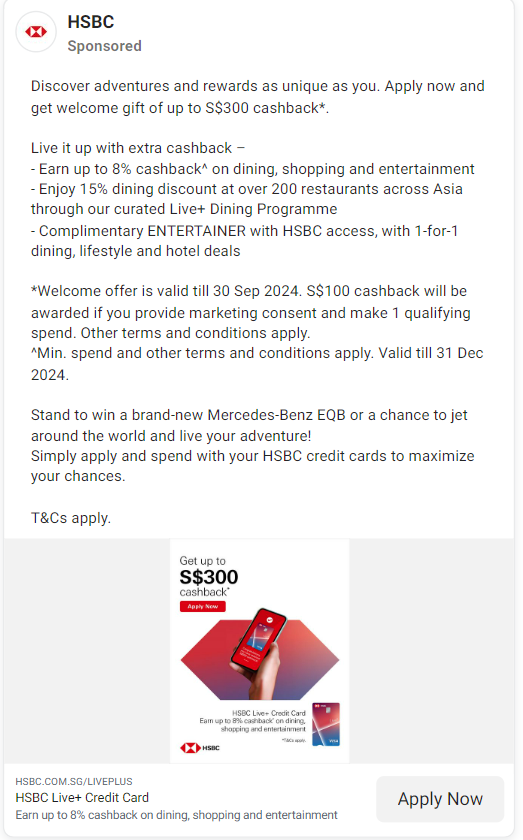 HSBC
Sponsored
Discover adventures and rewards as unique as you. Apply now and
get welcome gift of up to S$300 cashback*.
Live it up with extra cashback –
- Earn up to 8% cashback^ on dining, shopping and entertainment
- Enjoy 15% dining discount at over 200 restaurants across Asia
through our curated Live+ Dining Programme
- Complimentary ENTERTAINER with HSBC access, with 1-for-1
dining, lifestyle and hotel deals
*Welcome offer is valid till 30 Sep 2024. S$100 cashback will be
awarded if you provide marketing consent and make 1 qualifying
spend. Other terms and conditions apply.
^Min. spend and other terms and conditions apply. Valid till 31 Dec
2024.
Stand to win a brand-new Mercedes-Benz EQB or a chance to jet
around the world and live your adventure!
Simply apply and spend with your HSBC credit cards to maximize
your chances.
T&Cs apply.
Get up to
S$300
cashback*
Apply Now
HSBC Live+ Credit Card
Earn up to 8% cashback* on dining,
shopping and entertainment
*T&Cs apply.
VISA
HSBC
HSBC.COM.SG/LIVEPLUS
HSBC Live+ Credit Card
Earn up to 8% cashback on dining, shopping and entertainment
Apply Now